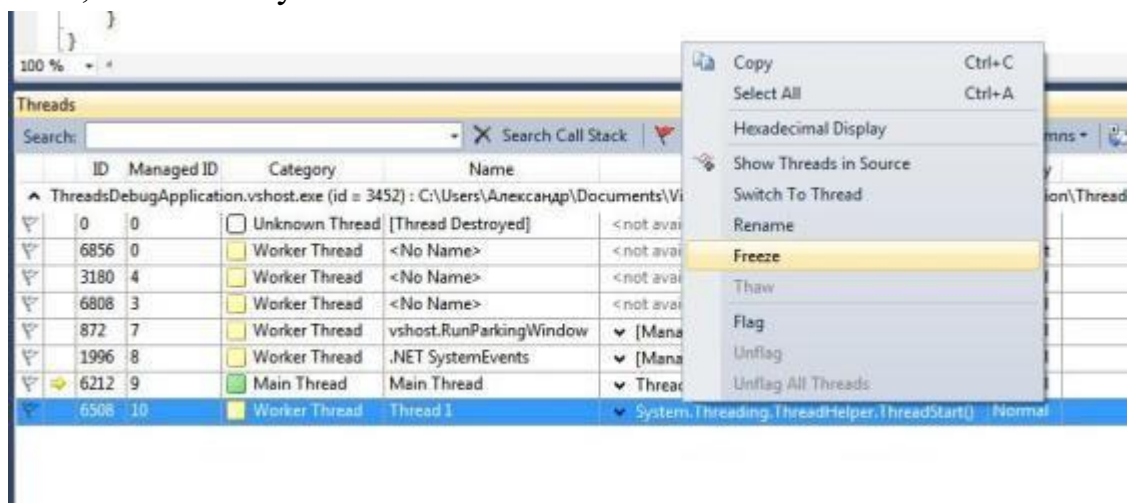 100 %
Threads
Search:
Search Call Stack
mns
ID Managed ID Category Name
ThreadsDebugApplication.vshost.exe (id = 3452) : C:\Users\Александр\Documents\Vi
ion\Thread
0 0 Unknown Thread [Thread Destroyed] <not avai
6856 0 Worker Thread <No Name> <not avai
3180 4 Worker Thread <No Name> <not avai
6808 3 Worker Thread <No Name> <not avai
872 7 Worker Thread vshost.RunParkingWindow [Mana
1996 8 Worker Thread .NET SystemEvents [Mana
6212 9 Main Thread Main Thread Threac
6508 10 Worker Thread Thread 1 System.Threading.ThreadHelper.ThreadStart() Normal
Copy Ctrl+C
Select All Ctrl+A
Hexadecimal Display
Show Threads in Source
Switch To Thread
Rename
Freeze
Thaw
Flag
Unflag
Unflag All Threads